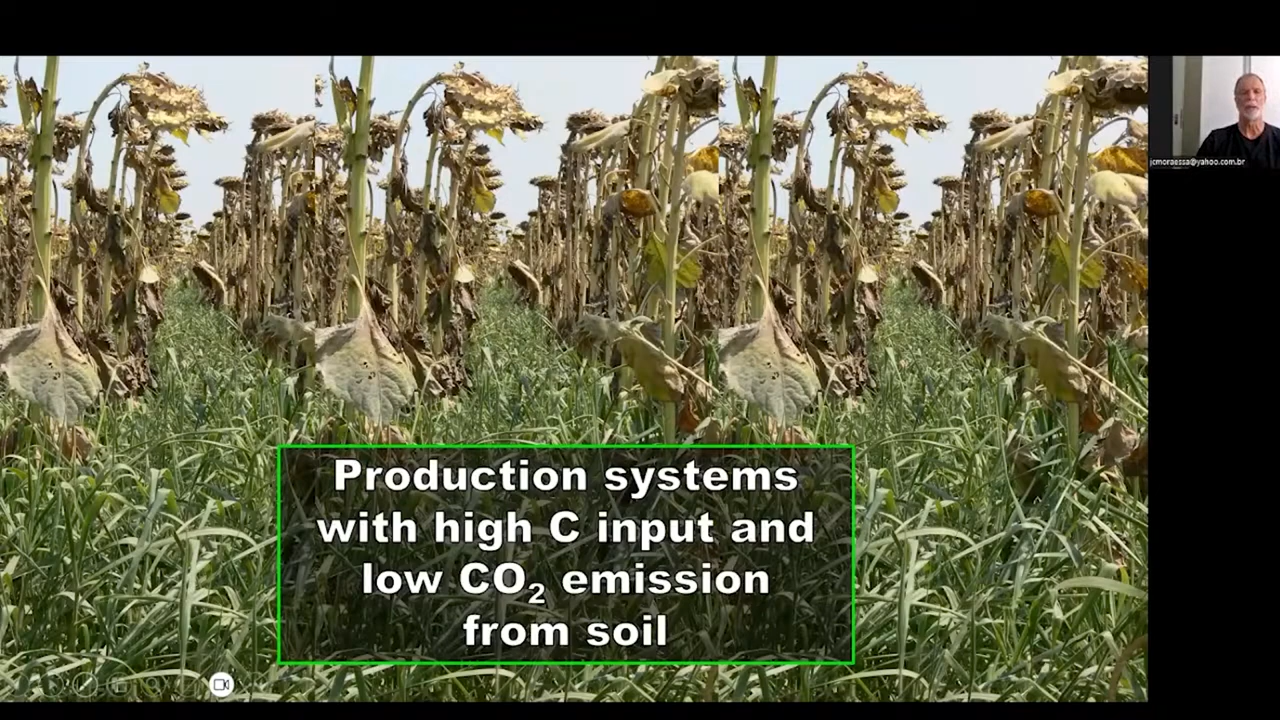 jcmoraessa@yahoo.com.br
Production systems
with high C input and
low CO₂ emission
from soil